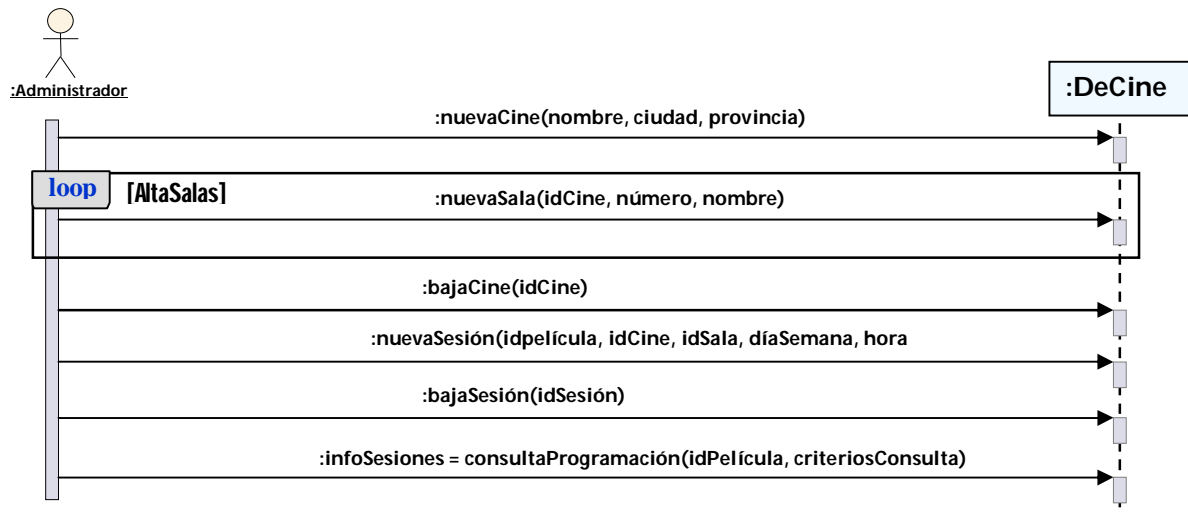 :Administrador
:DeCine
:nuevaCine(nombre, ciudad, provincia)
loop [AltaSalas]
:nuevaSala(idCine, número, nombre)
:bajaCine(idCine)
:nuevaSesión(idpelícula, idCine, idSala, díaSemana, hora
:bajaSesión(idSesión)
:infoSesiones = consultaProgramación(idPelícula, criteriosConsulta)